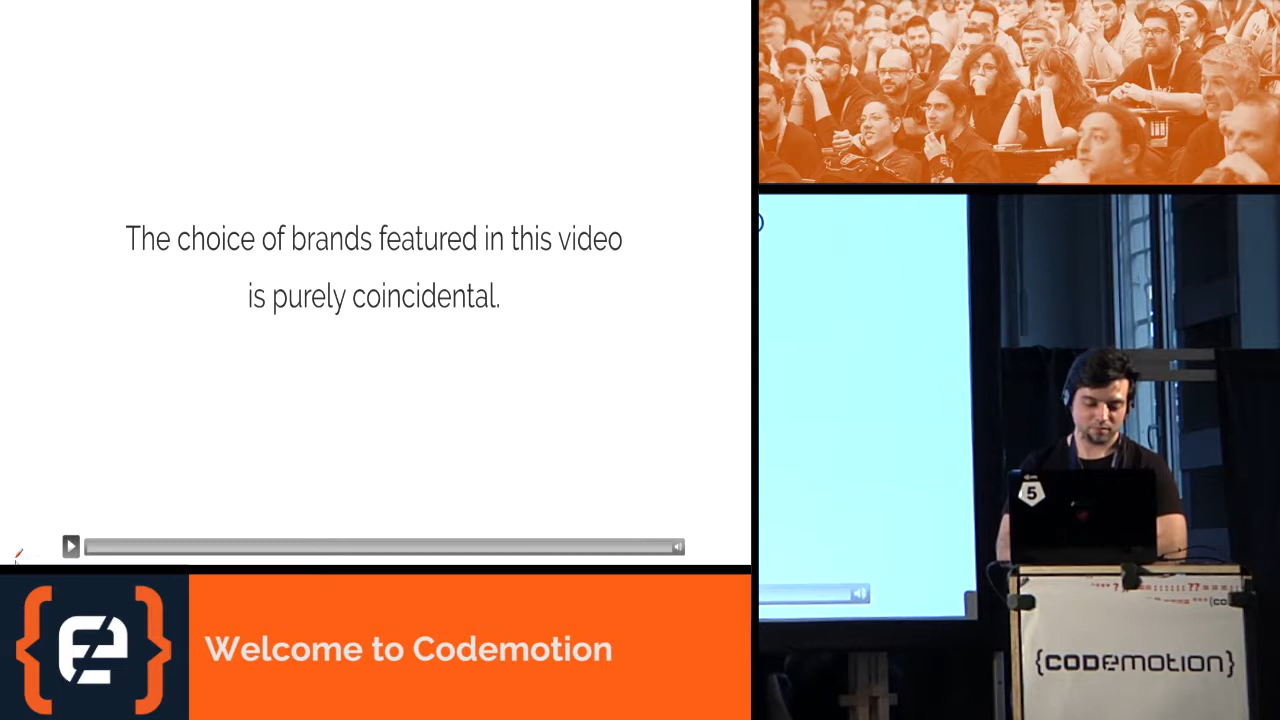 The choice of brands featured in this video
is purely coincidental.
Welcome to Codemotion
5
{CODEMOTION}